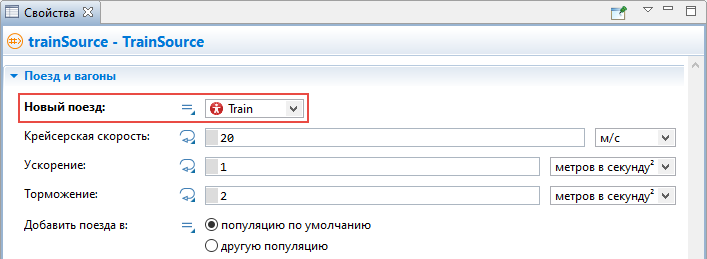 Свойства
trainSource - TrainSource
Поезд и вагоны
Новый поезд: Train
Крейсерская скорость: 20 м/с
Ускорение: 1 метров в секунду²
Торможение: 2 метров в секунду²
Добавить поезда в: популяцию по умолчанию
другую популяцию